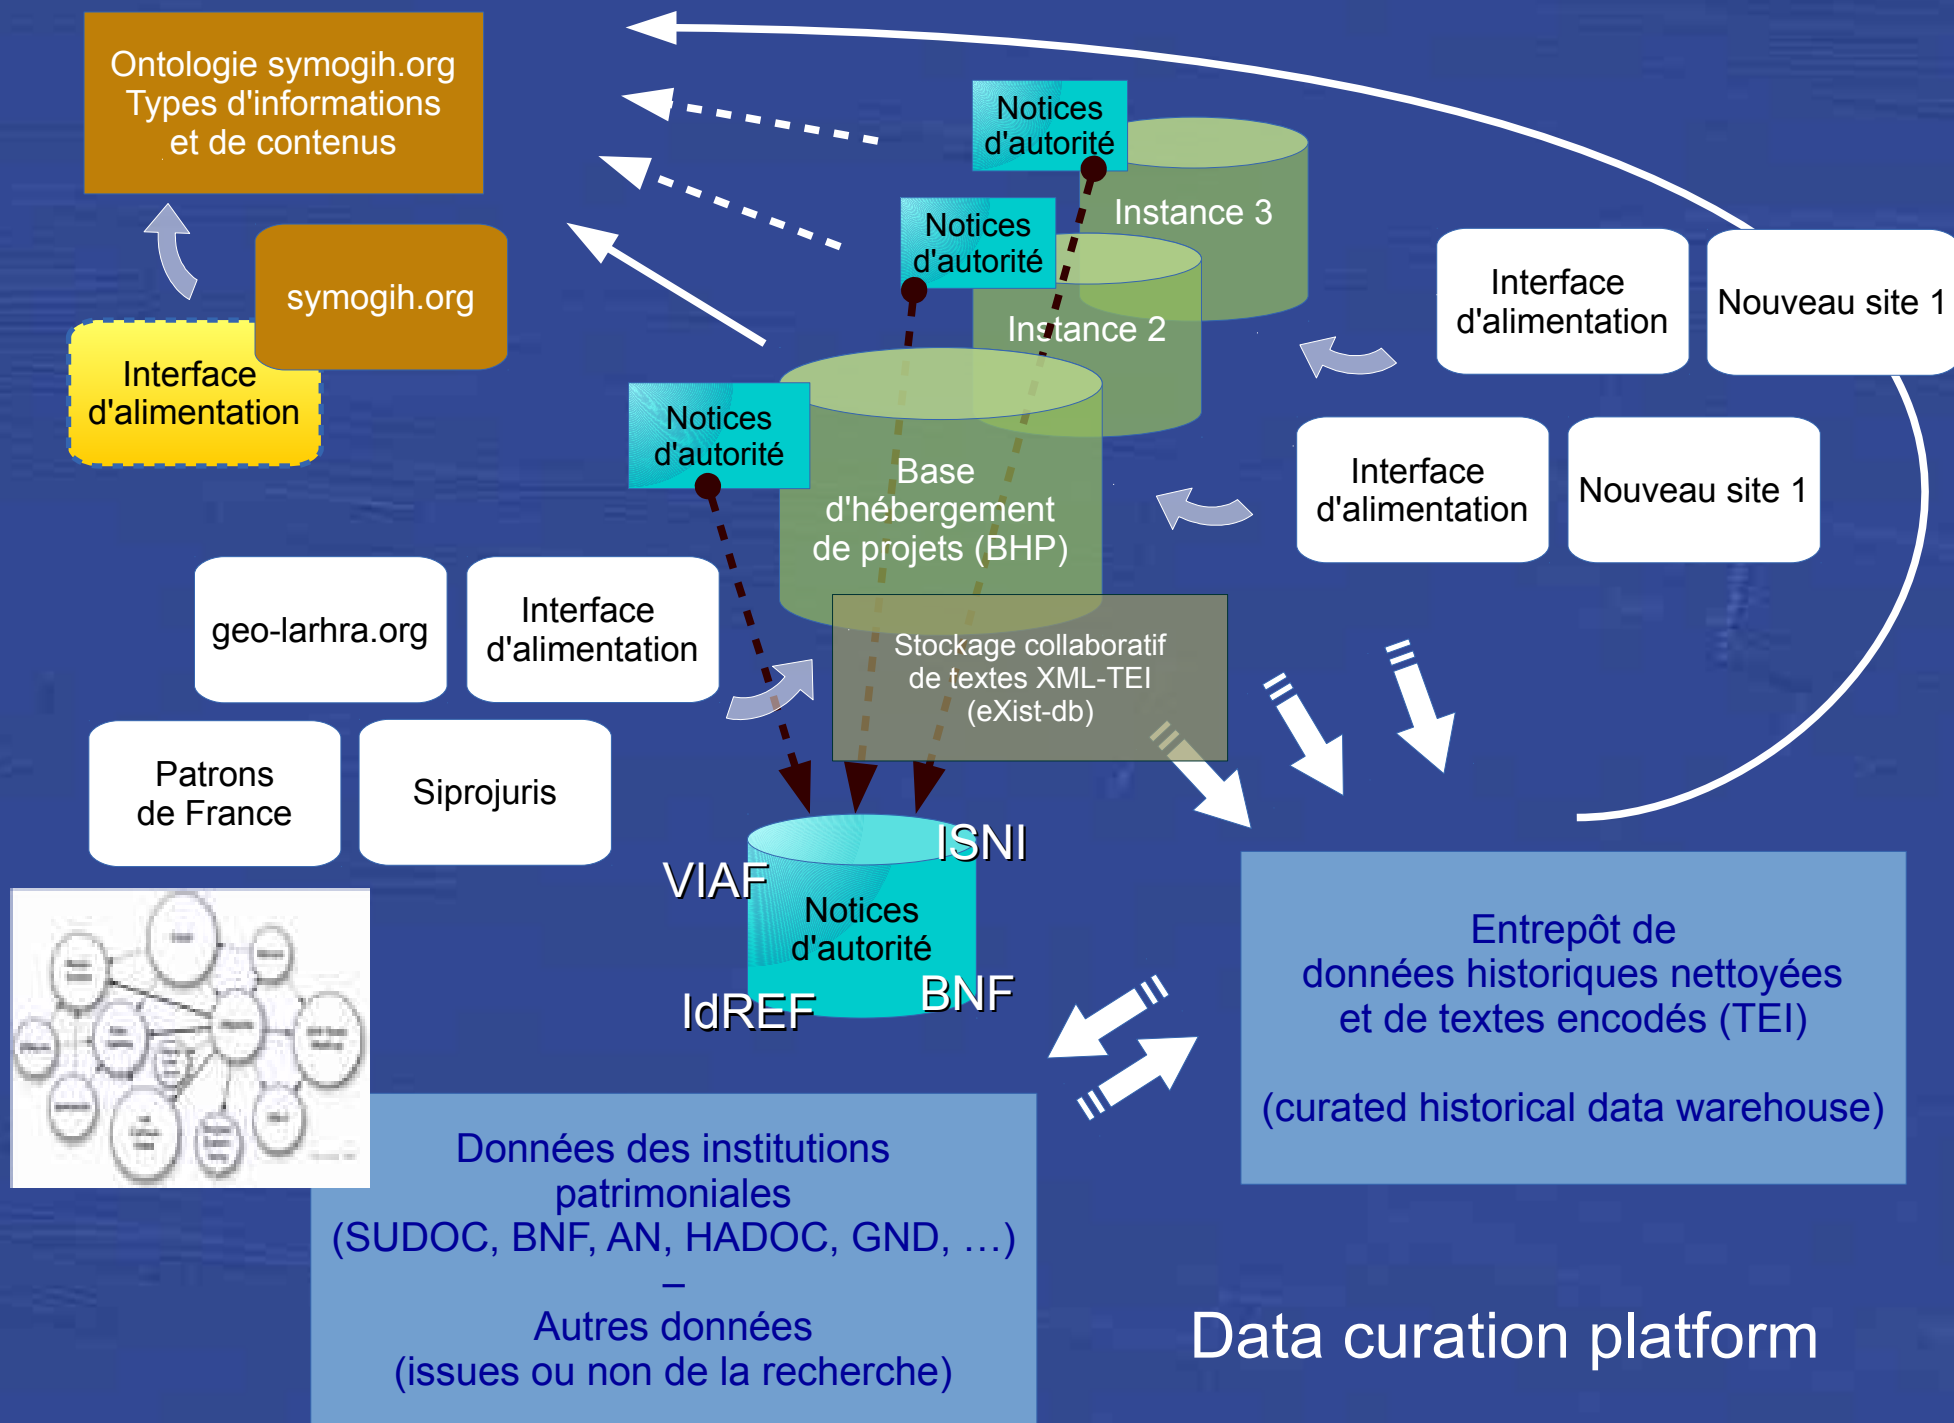 Ontologie symogih.org
Types d'informations
et de contenus
symogih.org
Interface
d'alimentation
Notices
d'autorité
Instance 3
Notices
d'autorité
Instance 2
Notices
d'autorité
Base
d'hébergement
de projets (BHP)
Interface
d'alimentation
Nouveau site 1
Interface
d'alimentation
Nouveau site 1
geo-larhra.org
Interface
d'alimentation
Patrons
de France
Siprojuris
Stockage collaboratif
de textes XML-TEI
(eXist-db)
ISNI
VIAF
Notices
d'autorité
IdREF
BNF
Entrepôt de
données historiques nettoyées
et de textes encodés (TEI)
(curated historical data warehouse)
Données des institutions
patrimoniales
(SUDOC, BNF, AN, HADOC, GND, …)
–
Autres données
(issues ou non de la recherche)
Data curation platform